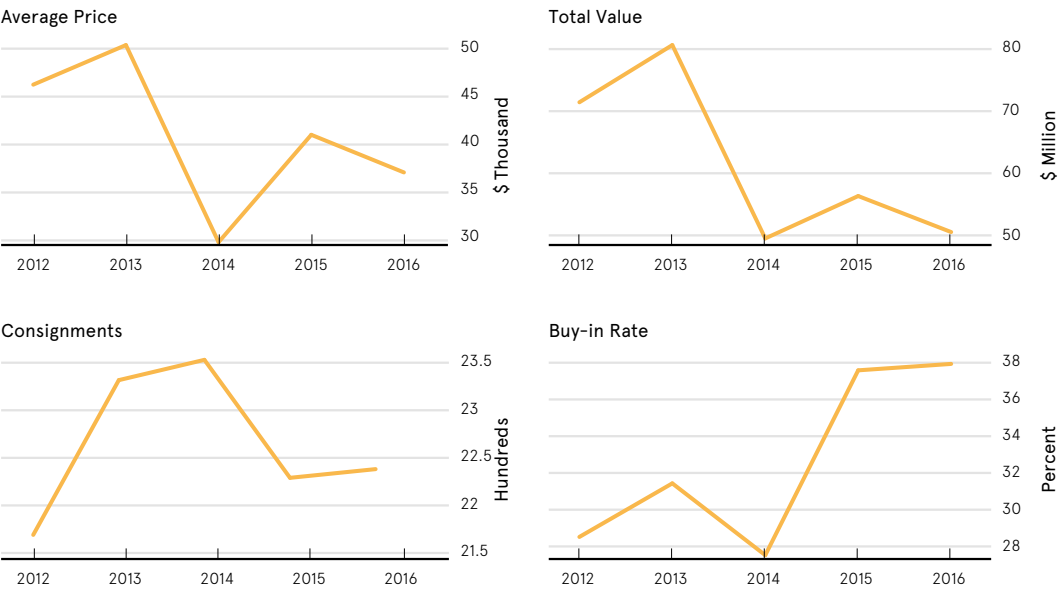 Average Price
50
45
40
35
30
$ Thousand
2012 2013 2014 2015 2016
Total Value
80
70
60
50
$ Million
2012 2013 2014 2015 2016
Consignments
23.5
23
22.5
22
21.5
Hundreds
2012 2013 2014 2015 2016
Buy-in Rate
38
36
34
32
30
28
Percent
2012 2013 2014 2015 2016